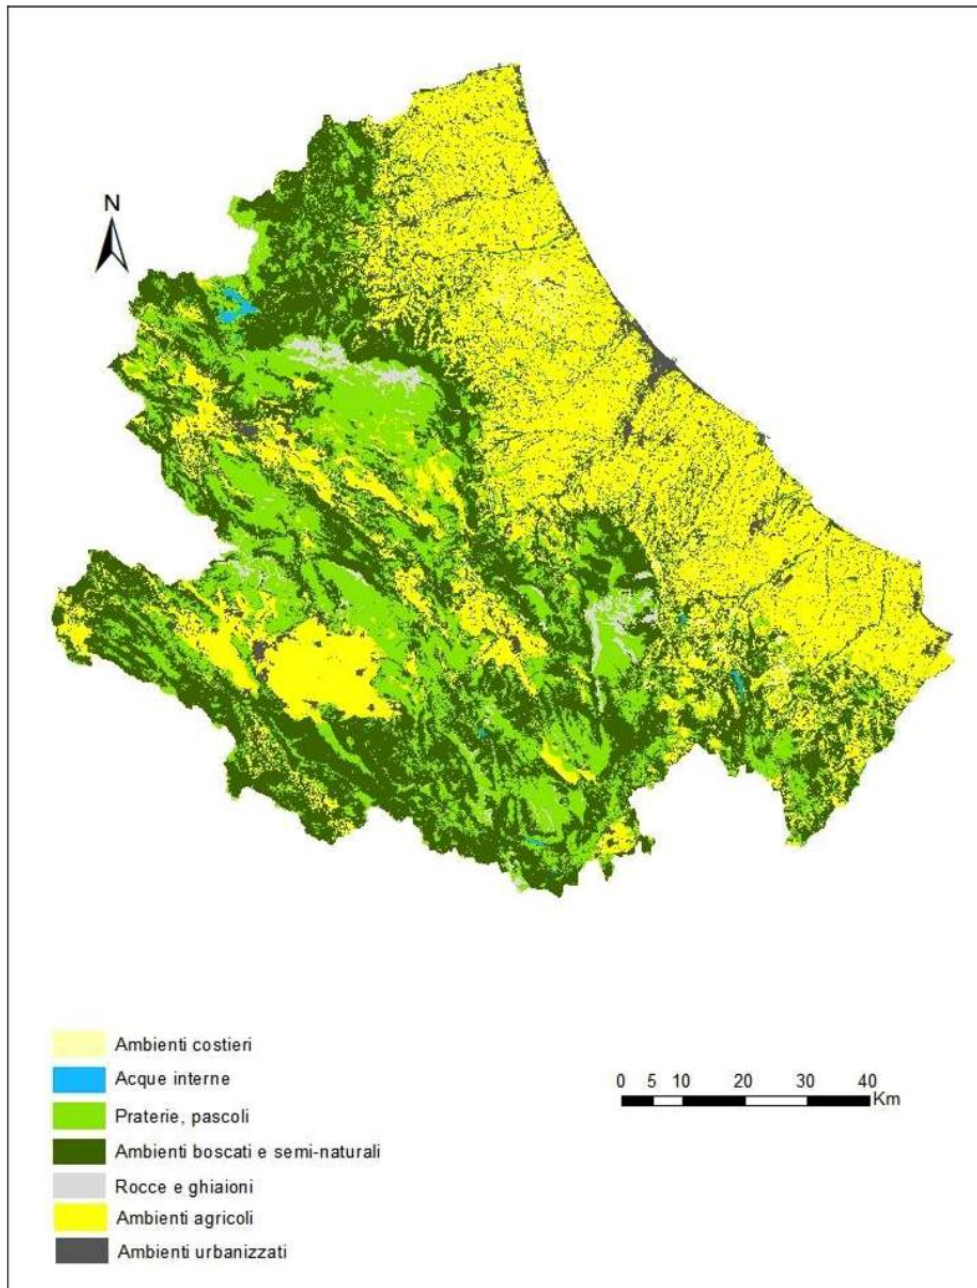 N
Ambienti costieri
Acque interne
Praterie, pascoli
Ambienti boscati e semi-naturali
Rocce e ghiaioni
Ambienti agricoli
Ambienti urbanizzati
0 5 10 20 30 40
Km